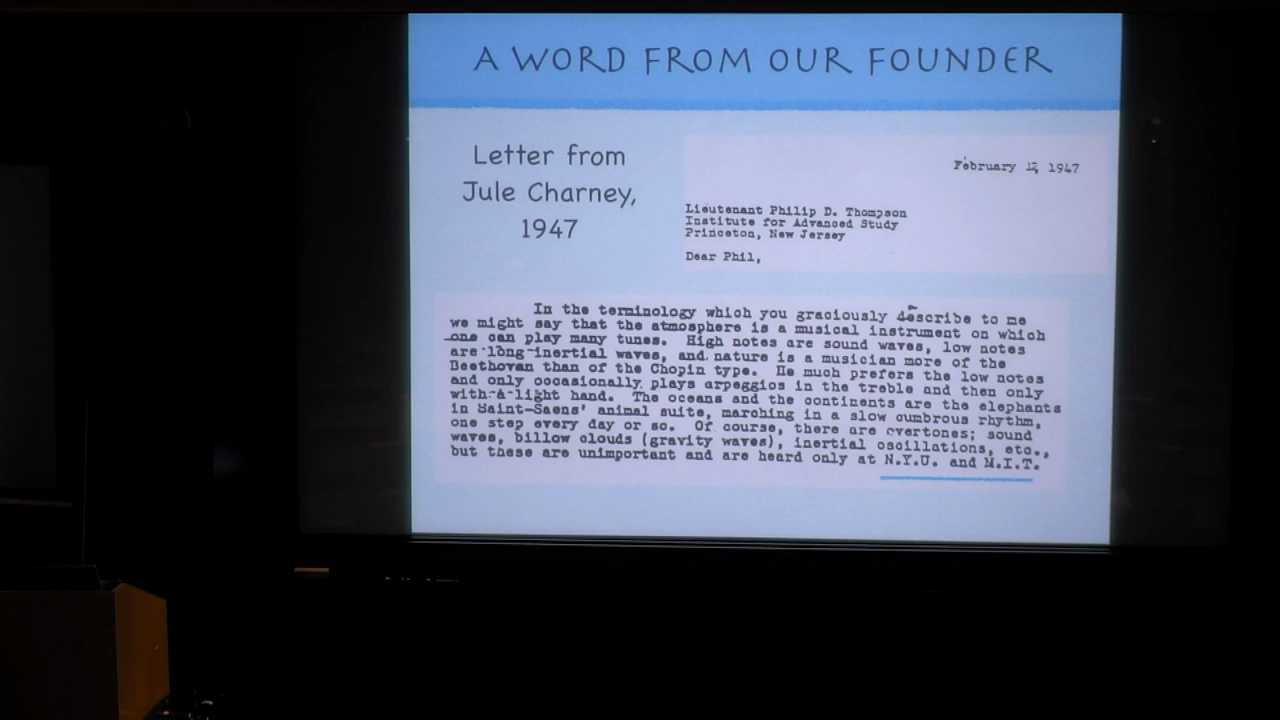 A WORD FROM OUR FOUNDER
Letter from
Jule Charney,
1947
February 12, 1947
Lieutenant Philip D. Thompson
Institute for Advanced Study
Princeton, New Jersey
Dear Phil,
In the terminology which you graciously describe to me
we might say that the atmosphere is a musical instrument on which
one can play many tunes. High notes are sound waves, low notes
are long inertial waves, and nature is a musician more of the
Beethovan than of the Chopin type. He much prefers the low notes
and only occasionally plays arpeggios in the treble and then only
with a light hand. The oceans and the continents are the elephants
in Saint-Saens' animal suite, marching in a slow cumbrous rhythm,
one step every day or so. Of course, there are overtones; sound
waves, billow clouds (gravity waves), inertial oscillations, etc.,
but these are unimportant and are heard only at N.Y.U. and M.I.T.